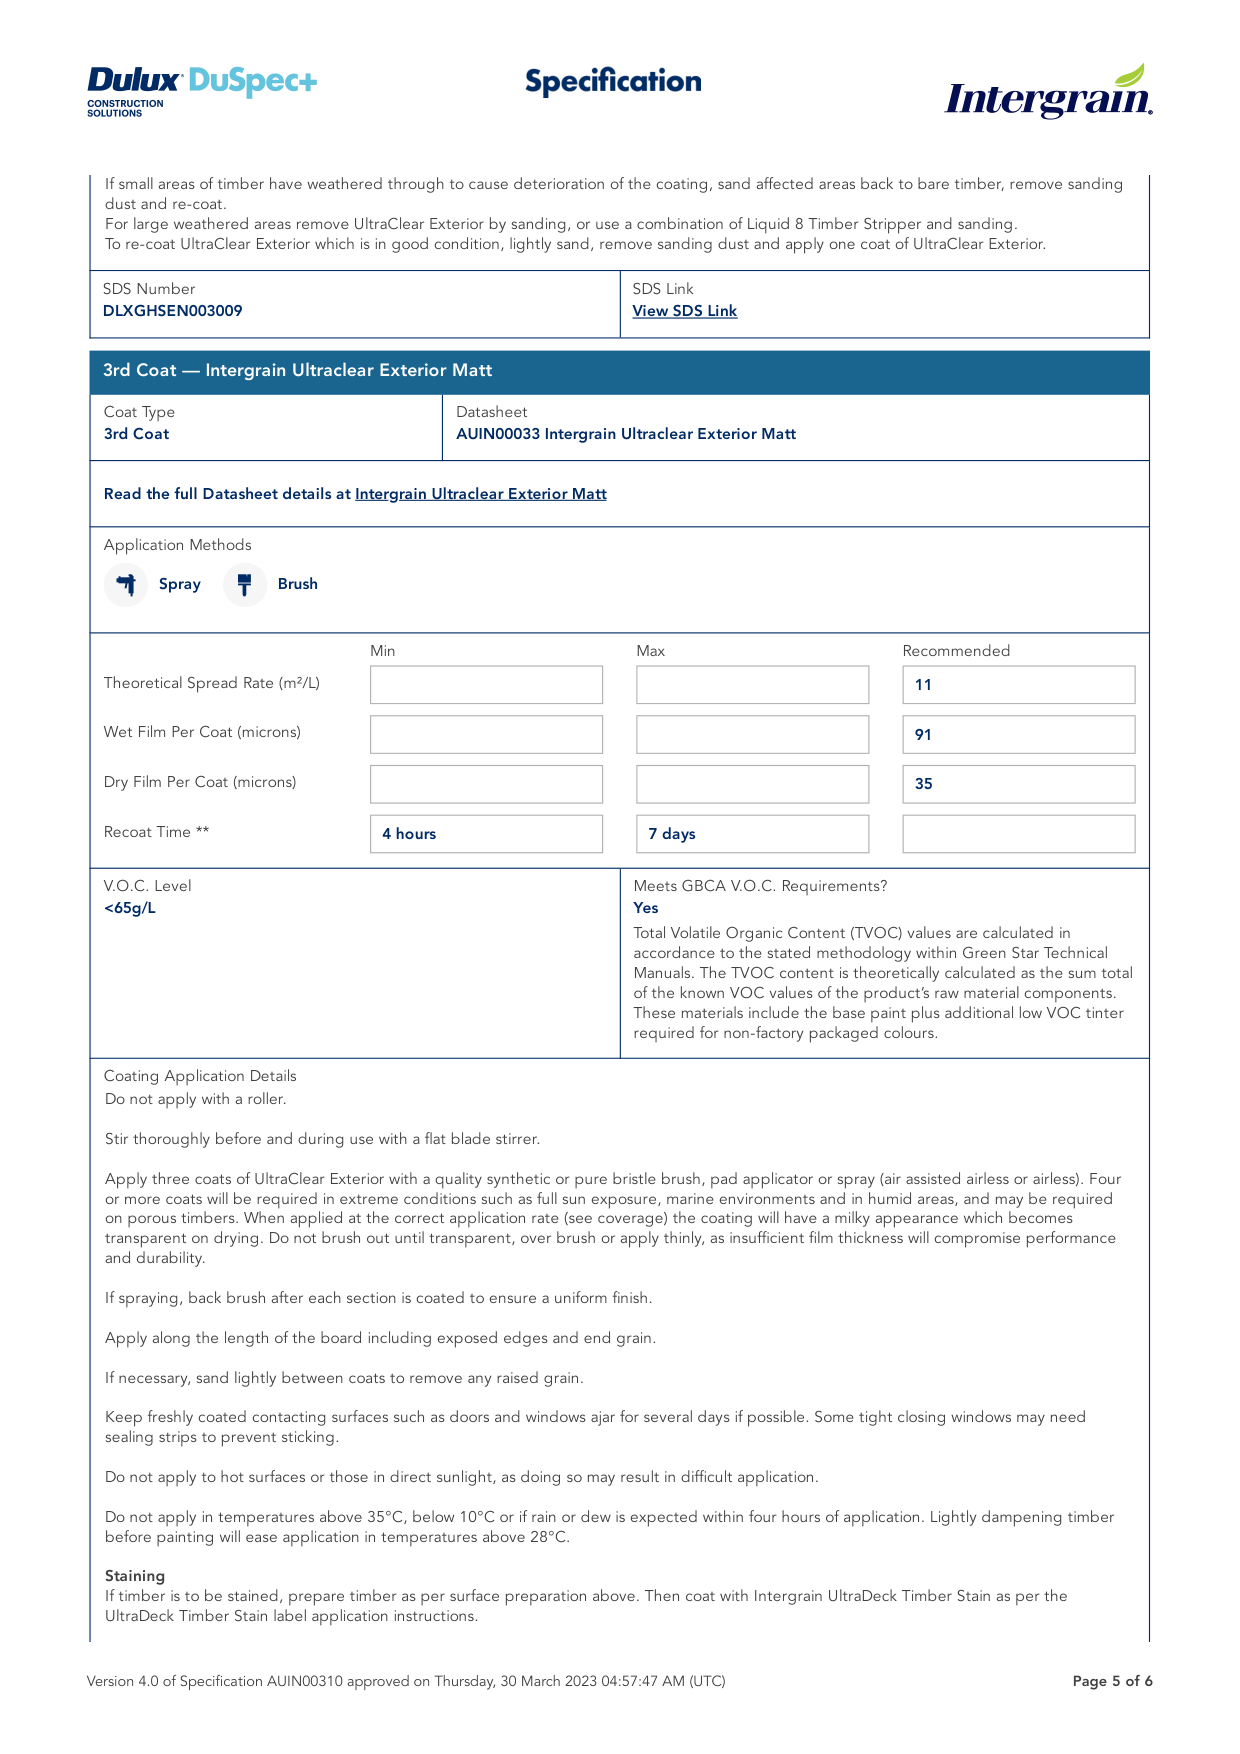 Dulux DuSpec+
CONSTRUCTION
SOLUTIONS
Specification
Intergrain®
If small areas of timber have weathered through to cause deterioration of the coating, sand affected areas back to bare timber, remove sanding
dust and re-coat.
For large weathered areas remove UltraClear Exterior by sanding, or use a combination of Liquid 8 Timber Stripper and sanding.
To re-coat UltraClear Exterior which is in good condition, lightly sand, remove sanding dust and apply one coat of UltraClear Exterior.
SDS Number
DLXGHSEN003009
SDS Link
View SDS Link
3rd Coat — Intergrain Ultraclear Exterior Matt
Coat Type
3rd Coat
Datasheet
AUIN00033 Intergrain Ultraclear Exterior Matt
Read the full Datasheet details at Intergrain Ultraclear Exterior Matt
Application Methods
Spray Brush
Min Max Recommended
Theoretical Spread Rate (m²/L) 11
Wet Film Per Coat (microns) 91
Dry Film Per Coat (microns) 35
Recoat Time ** 4 hours 7 days
V.O.C. Level
<65g/L
Meets GBCA V.O.C. Requirements?
Yes
Total Volatile Organic Content (TVOC) values are calculated in
accordance to the stated methodology within Green Star Technical
Manuals. The TVOC content is theoretically calculated as the sum total
of the known VOC values of the product's raw material components.
These materials include the base paint plus additional low VOC tinter
required for non-factory packaged colours.
Coating Application Details
Do not apply with a roller.
Stir thoroughly before and during use with a flat blade stirrer.
Apply three coats of UltraClear Exterior with a quality synthetic or pure bristle brush, pad applicator or spray (air assisted airless or airless). Four
or more coats will be required in extreme conditions such as full sun exposure, marine environments and in humid areas, and may be required
on porous timbers. When applied at the correct application rate (see coverage) the coating will have a milky appearance which becomes
transparent on drying. Do not brush out until transparent, over brush or apply thinly, as insufficient film thickness will compromise performance
and durability.
If spraying, back brush after each section is coated to ensure a uniform finish.
Apply along the length of the board including exposed edges and end grain.
If necessary, sand lightly between coats to remove any raised grain.
Keep freshly coated contacting surfaces such as doors and windows ajar for several days if possible. Some tight closing windows may need
sealing strips to prevent sticking.
Do not apply to hot surfaces or those in direct sunlight, as doing so may result in difficult application.
Do not apply in temperatures above 35°C, below 10°C or if rain or dew is expected within four hours of application. Lightly dampening timber
before painting will ease application in temperatures above 28°C.
Staining
If timber is to be stained, prepare timber as per surface preparation above. Then coat with Intergrain UltraDeck Timber Stain as per the
UltraDeck Timber Stain label application instructions.
Version 4.0 of Specification AUIN00310 approved on Thursday, 30 March 2023 04:57:47 AM (UTC)
Page 5 of 6